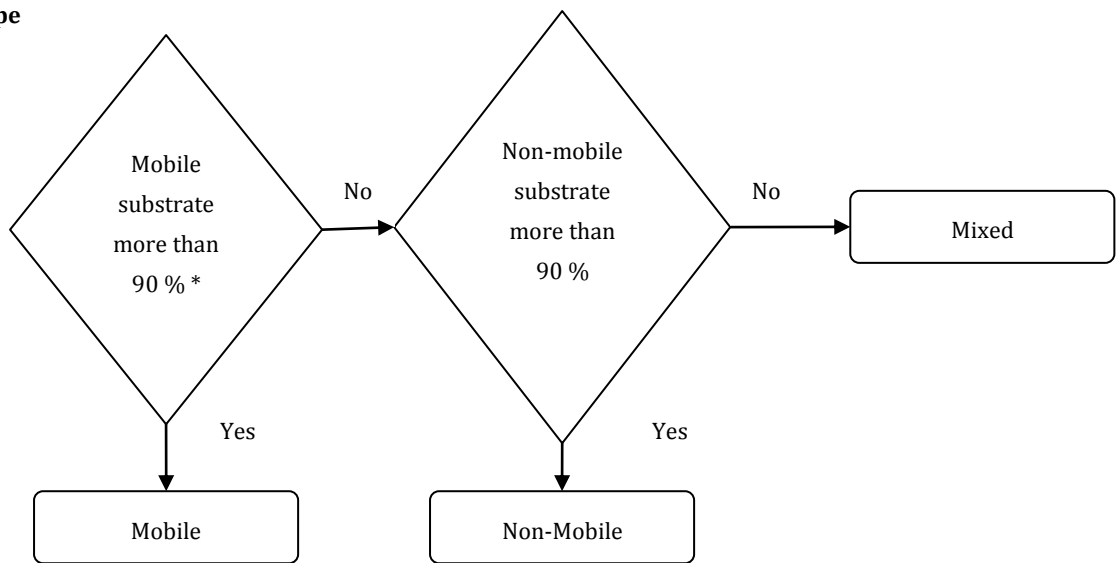 pe
Mobile
substrate
more than
90 % *
No
Non-mobile
substrate
more than
90 %
No
Mixed
Yes
Yes
Mobile
Non-Mobile